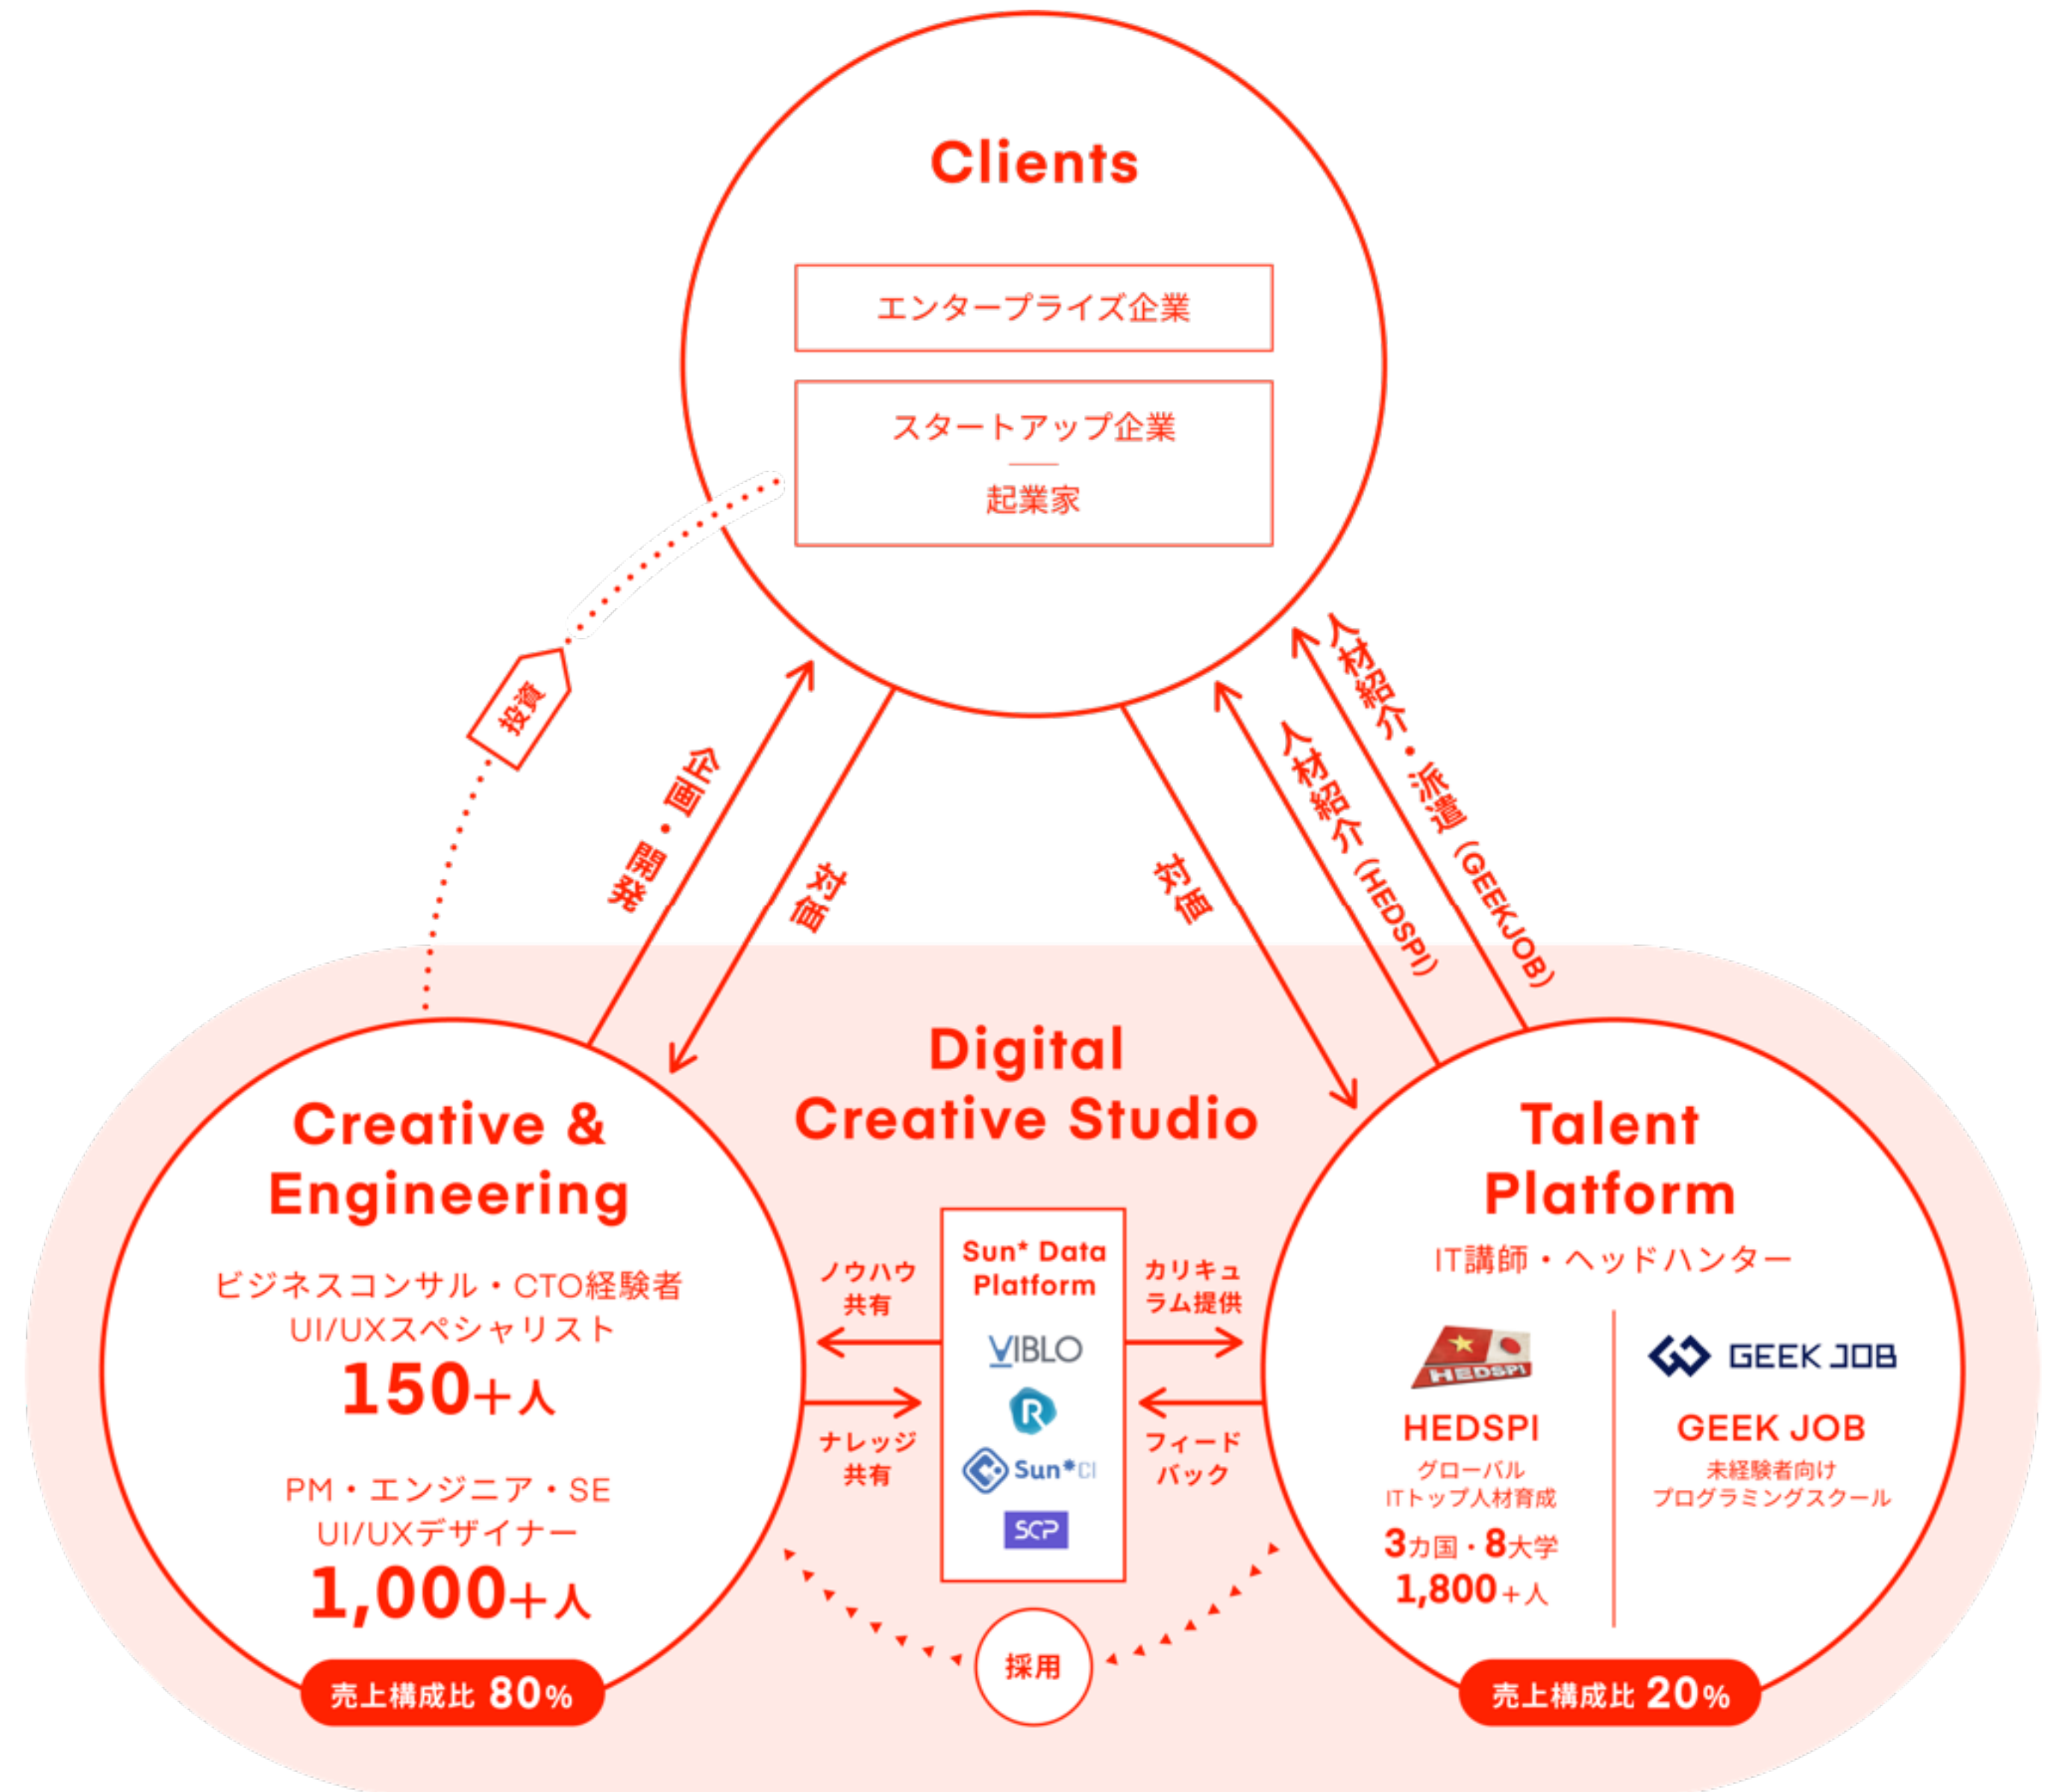 Clients
エンタープライズ企業
スタートアップ企業
起業家
投資
企画・開発
対価
対価
人材紹介(HEDSPI)
人材紹介・派遣(GEEKJOB)
Digital
Creative Studio
Creative &
Engineering
ビジネスコンサル・CTO経験者
UI/UXスペシャリスト
150+人
PM・エンジニア・SE
UI/UXデザイナー
1,000+人
売上構成比 80%
ノウハウ
共有
ナレッジ
共有
Sun* Data
Platform
VIBLO
R
Sun*CI
SCP
カリキュ
ラム提供
フィード
バック
採用
Talent
Platform
IT講師・ヘッドハンター
HEDSPI
HEDSPI
グローバル
ITトップ人材育成
3カ国・8大学
1,800+人
GEEK JOB
GEEK JOB
未経験者向け
プログラミングスクール
売上構成比 20%